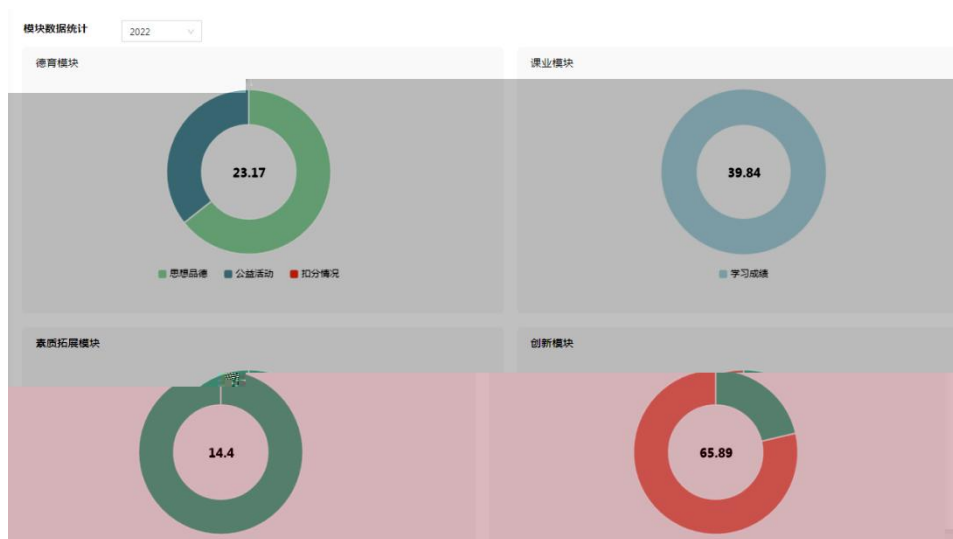 模块数据统计 2022
德育模块 课业模块
23.17 39.84
思想品德 公益活动 扣分情况 学习成绩
素质拓展模块 创新模块
14.4 65.89